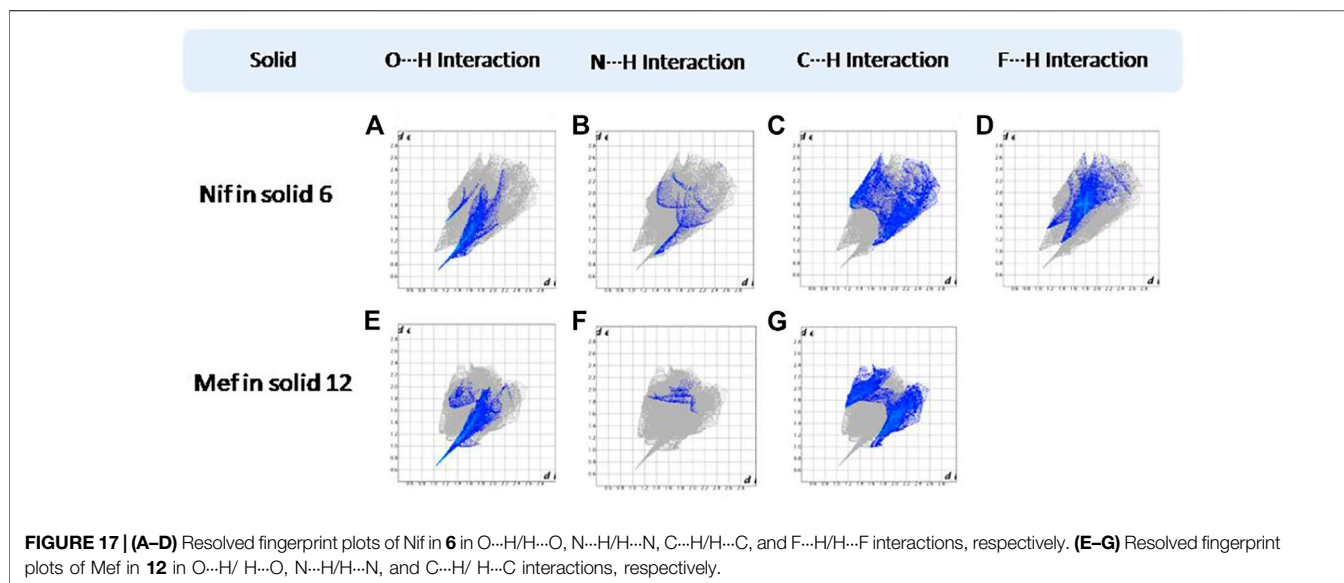 Solid O···H Interaction N···H Interaction C···H Interaction F···H Interaction
A B C D
Nif in solid 6
E F G
Mef in solid 12
FIGURE 17 | (A–D) Resolved fingerprint plots of Nif in 6 in O···H/H···O, N···H/H···N, C···H/H···C, and F···H/H···F interactions, respectively. (E–G) Resolved fingerprint
plots of Mef in 12 in O···H/ H···O, N···H/H···N, and C···H/ H···C interactions, respectively.